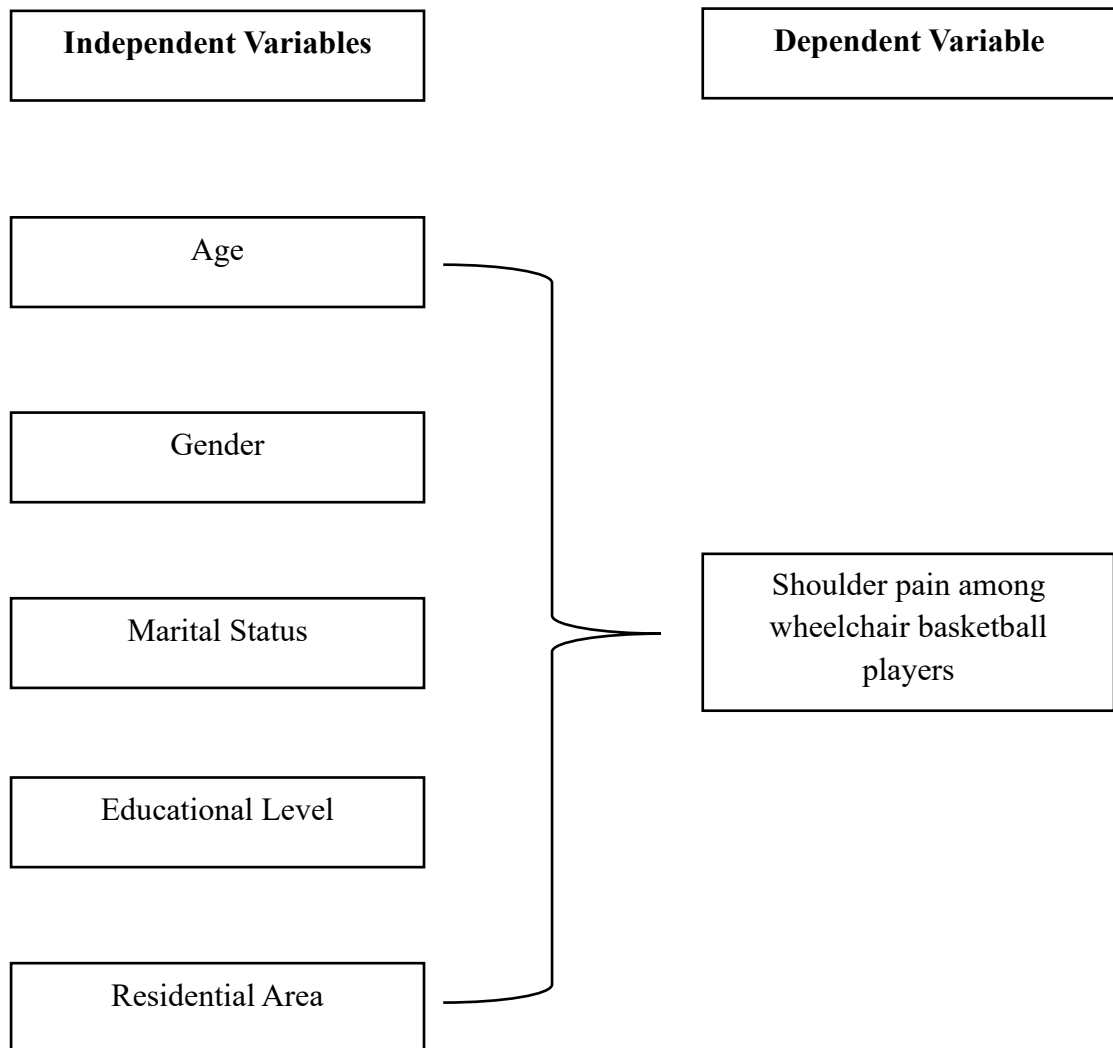 Independent Variables
Dependent Variable
Age
Gender
Marital Status
Educational Level
Residential Area
Shoulder pain among
wheelchair basketball
players